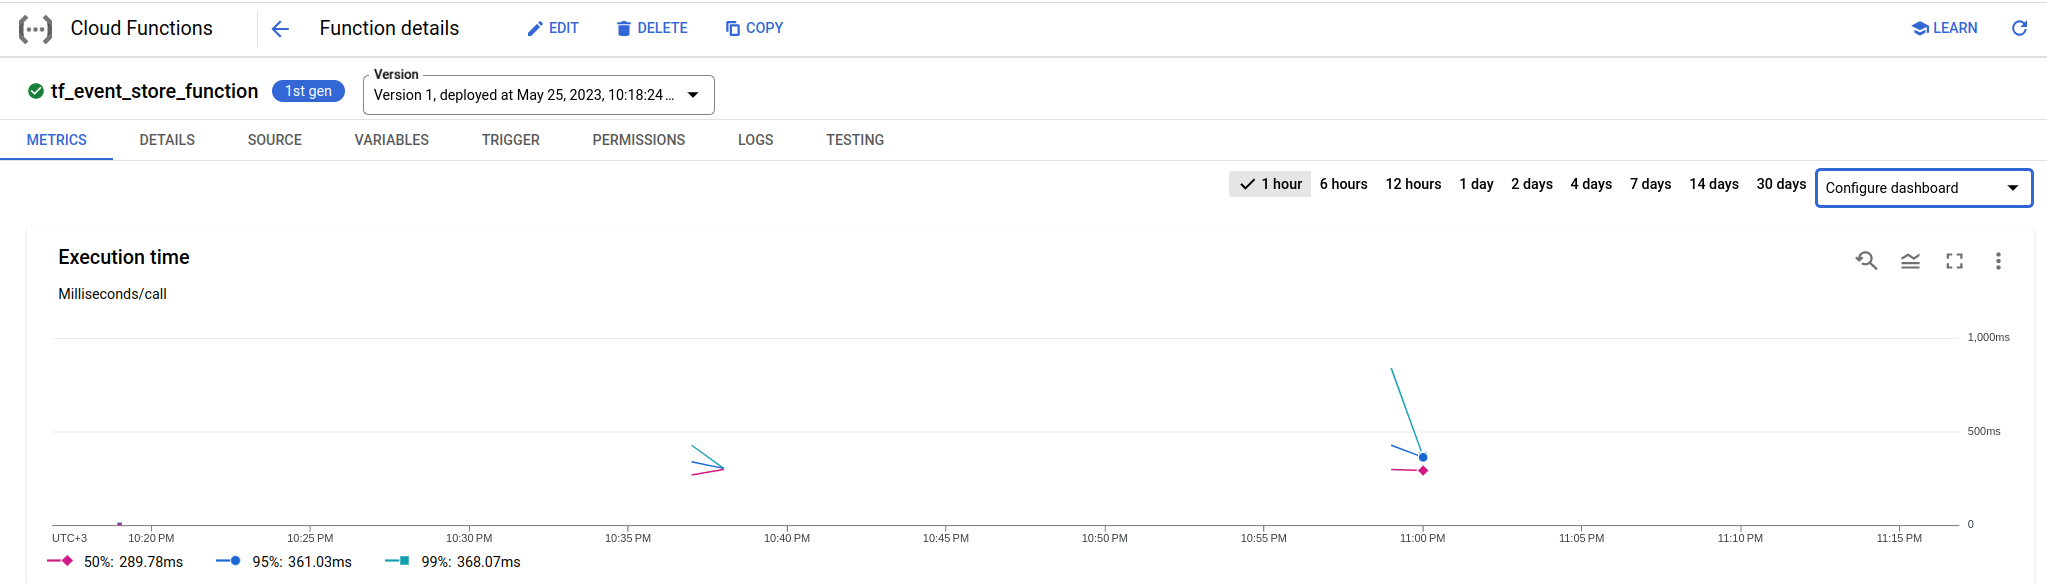 Cloud Functions Function details EDIT DELETE COPY LEARN
tf_event_store_function 1st gen Version
Version 1, deployed at May 25, 2023, 10:18:24...
METRICS DETAILS SOURCE VARIABLES TRIGGER PERMISSIONS LOGS TESTING
1 hour 6 hours 12 hours 1 day 2 days 4 days 7 days 14 days 30 days Configure dashboard
Execution time
Milliseconds/call
1,000ms
500ms
0
UTC+3 10:20 PM 10:25 PM 10:30 PM 10:35 PM 10:40 PM 10:45 PM 10:50 PM 10:55 PM 11:00 PM 11:05 PM 11:10 PM 11:15 PM
50%: 289.78ms 95%: 361.03ms 99%: 368.07ms